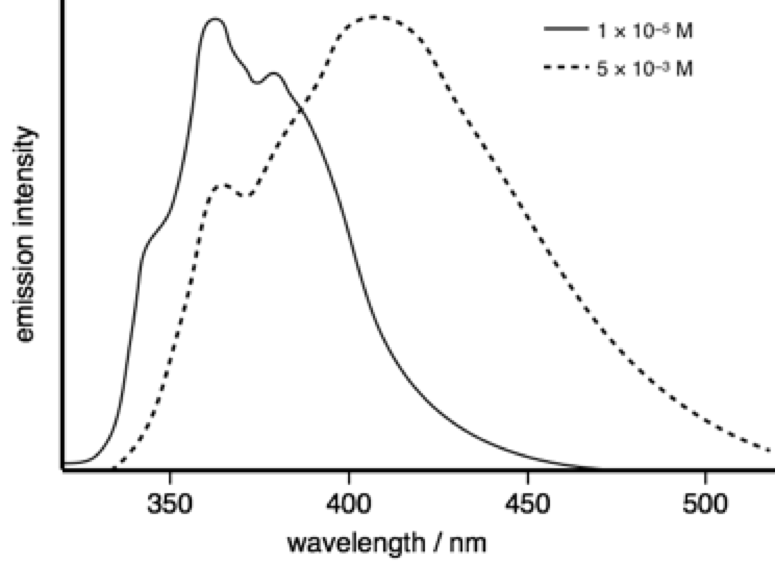 1 × 10⁻⁵ M
5 × 10⁻³ M
emission intensity
350 400 450 500
wavelength / nm